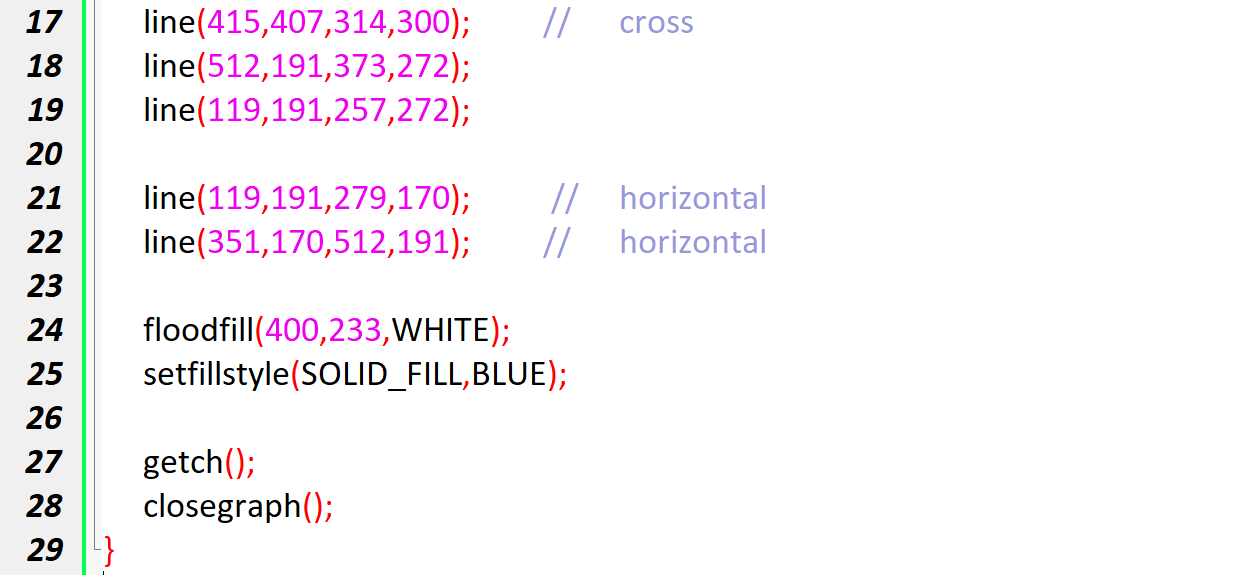 17 line(415,407,314,300); // cross
18 line(512,191,373,272);
19 line(119,191,257,272);
20
21 line(119,191,279,170); // horizontal
22 line(351,170,512,191); // horizontal
23
24 floodfill(400,233,WHITE);
25 setfillstyle(SOLID_FILL,BLUE);
26
27 getch();
28 closegraph();
29 }